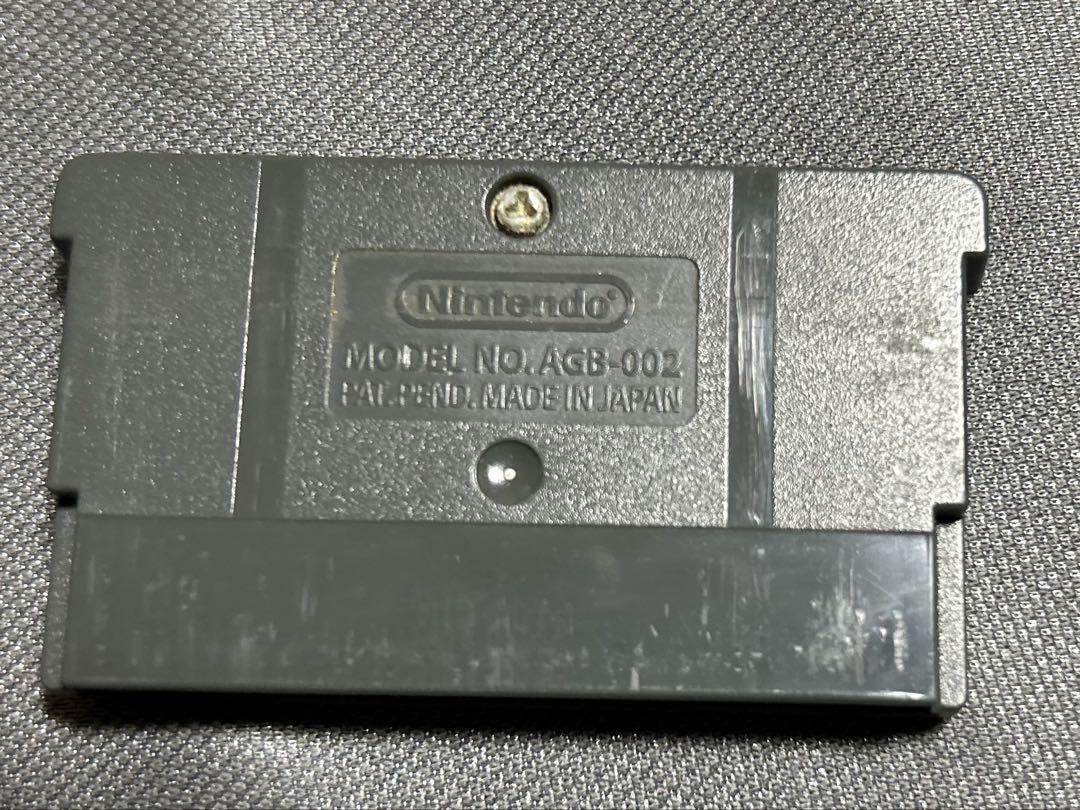 Nintendo®
MODEL NO. AGB-002
PAT. PEND. MADE IN JAPAN